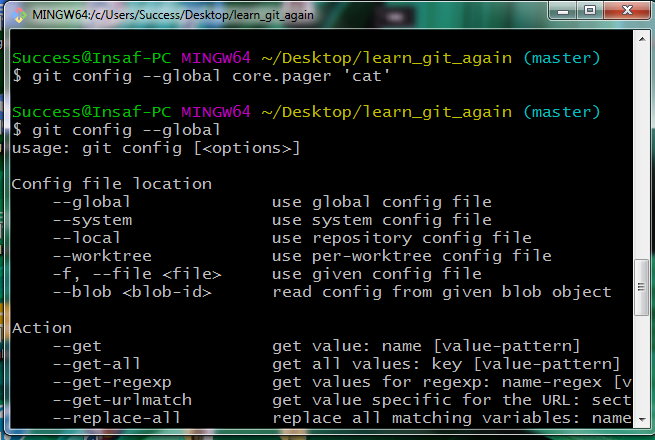 MINGW64:/c/Users/Success/Desktop/learn_git_again
Success@Insaf-PC MINGW64 ~/Desktop/learn_git_again (master)
$ git config --global core.pager 'cat'
Success@Insaf-PC MINGW64 ~/Desktop/learn_git_again (master)
$ git config --global
usage: git config [<options>]
Config file location
--global use global config file
--system use system config file
--local use repository config file
--worktree use per-worktree config file
-f, --file <file> use given config file
--blob <blob-id> read config from given blob object
Action
--get get value: name [value-pattern]
--get-all get all values: key [value-pattern]
--get-regexp get values for regexp: name-regex [v
--get-urlmatch get value specific for the URL: sect
--replace-all replace all matching variables: name